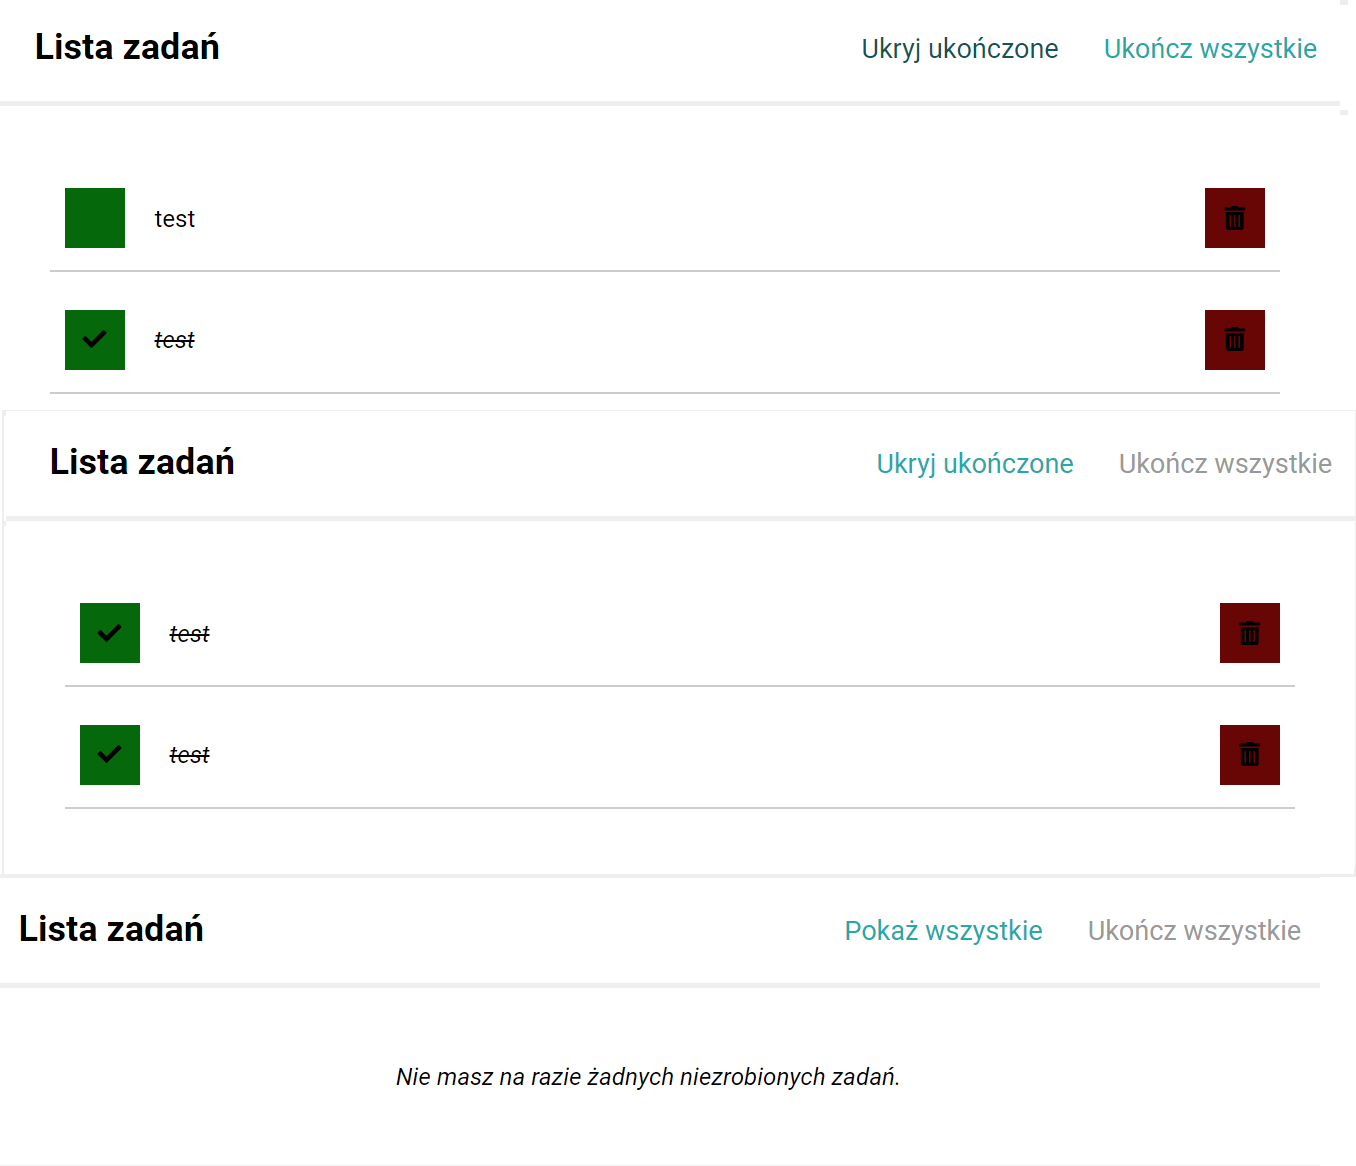 Lista zadań Ukryj ukończone Ukończ wszystkie
test
test
Lista zadań Ukryj ukończone Ukończ wszystkie
test
test
Lista zadań Pokaż wszystkie Ukończ wszystkie
Nie masz na razie żadnych niezrobionych zadań.